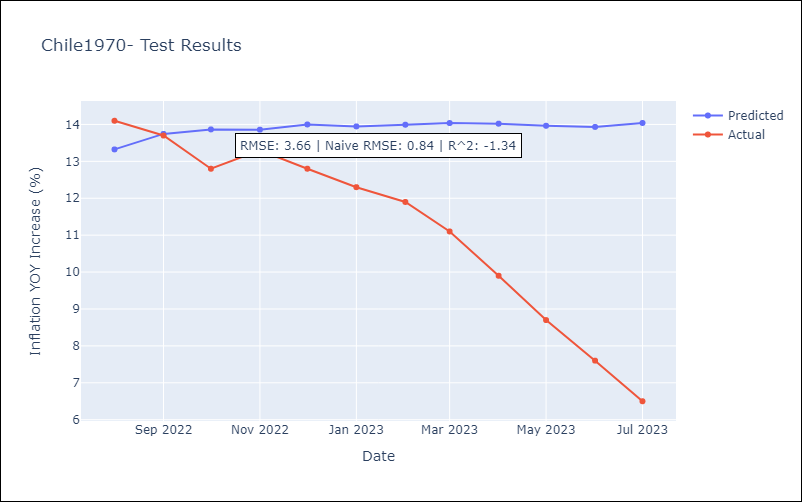 Chile1970- Test Results
Predicted
Actual
RMSE: 3.66 | Naive RMSE: 0.84 | R^2: -1.34
Inflation YOY Increase (%)
14
13
12
11
10
9
8
7
6
Sep 2022
Nov 2022
Jan 2023
Mar 2023
May 2023
Jul 2023
Date